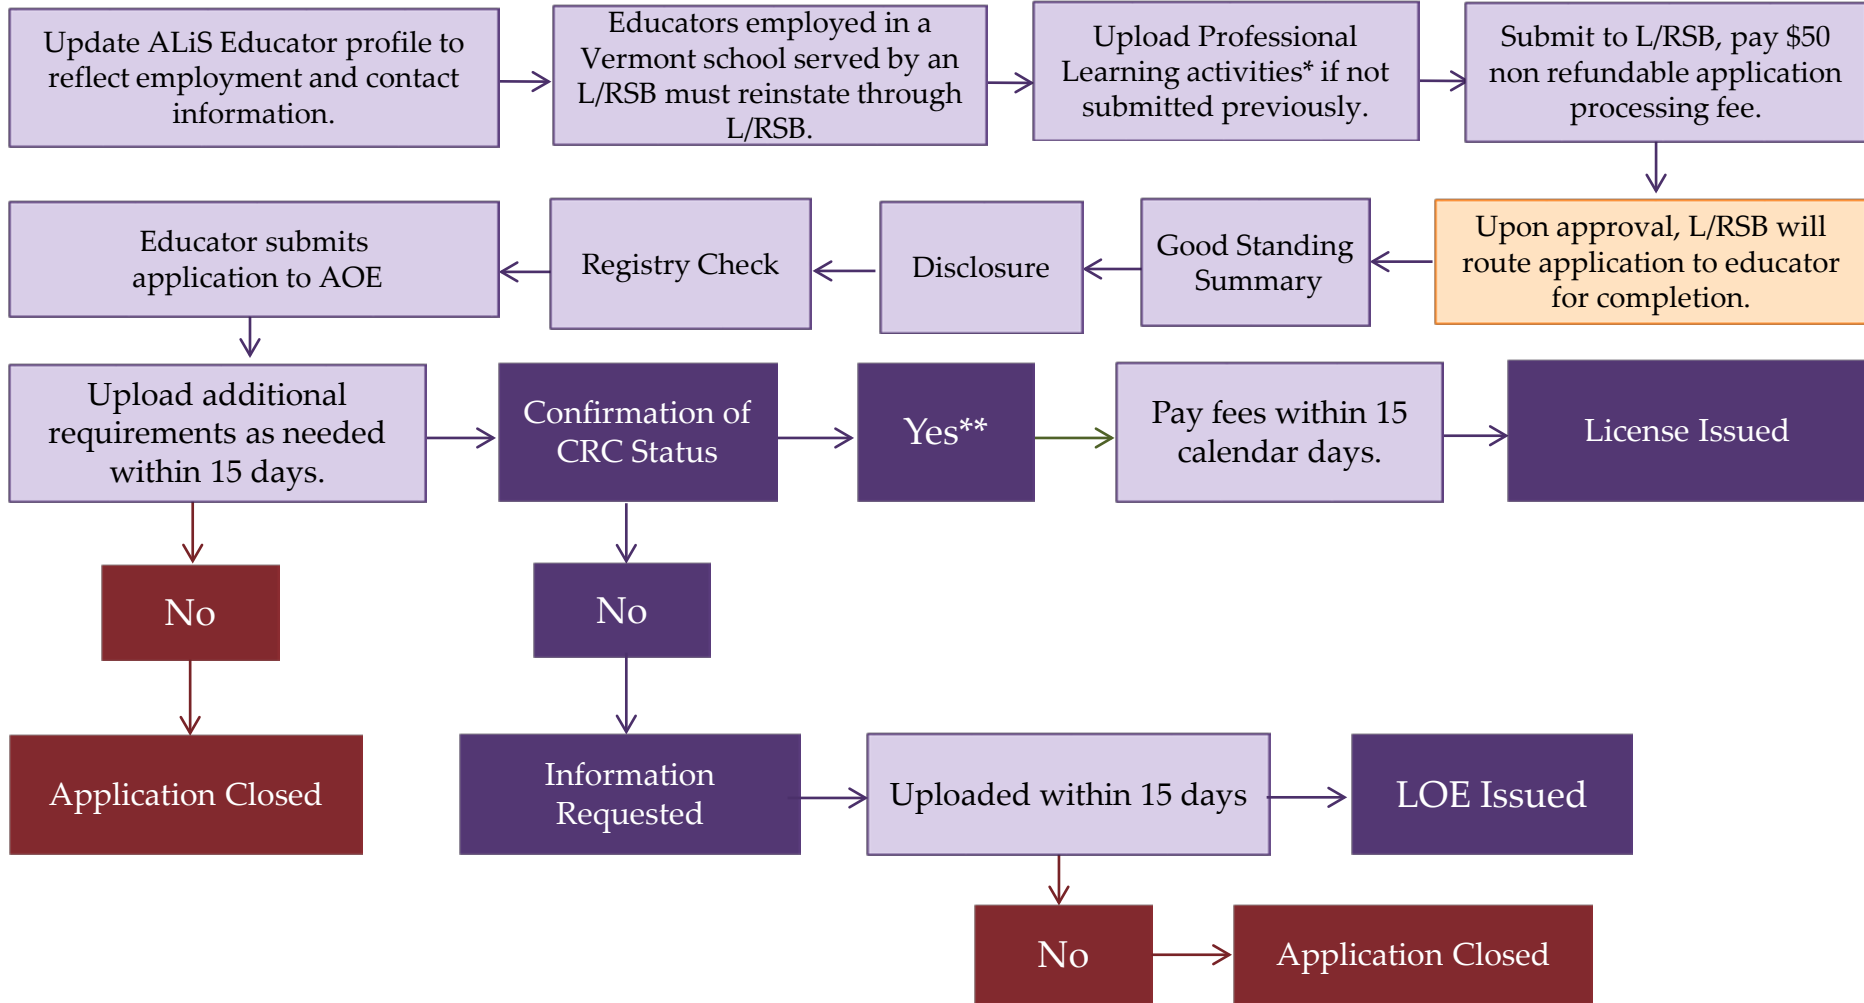 Update ALiS Educator profile to
reflect employment and contact
information.
Educators employed in a
Vermont school served by an
L/RSB must reinstate through
L/RSB.
Upload Professional
Learning activities* if not
submitted previously.
Submit to L/RSB, pay $50
non refundable application
processing fee.
Upon approval, L/RSB will
route application to educator
for completion.
Good Standing
Summary
Disclosure
Registry Check
Educator submits
application to AOE
Upload additional
requirements as needed
within 15 days.
Confirmation of
CRC Status
Yes**
Pay fees within 15
calendar days.
License Issued
No
No
Application Closed
Information
Requested
Uploaded within 15 days
LOE Issued
No
Application Closed